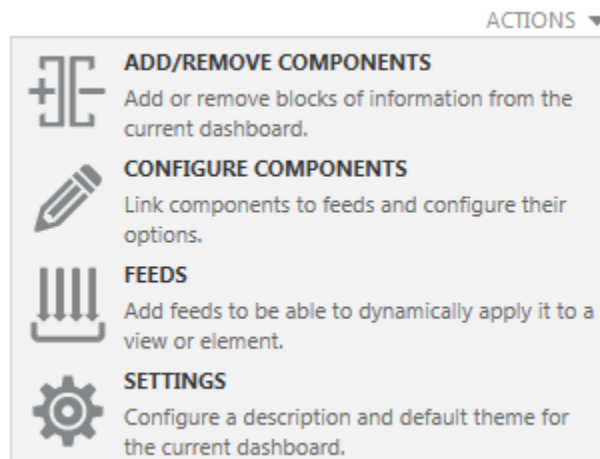 ACTIONS
ADD/REMOVE COMPONENTS
Add or remove blocks of information from the
current dashboard.
CONFIGURE COMPONENTS
Link components to feeds and configure their
options.
FEEDS
Add feeds to be able to dynamically apply it to a
view or element.
SETTINGS
Configure a description and default theme for
the current dashboard.